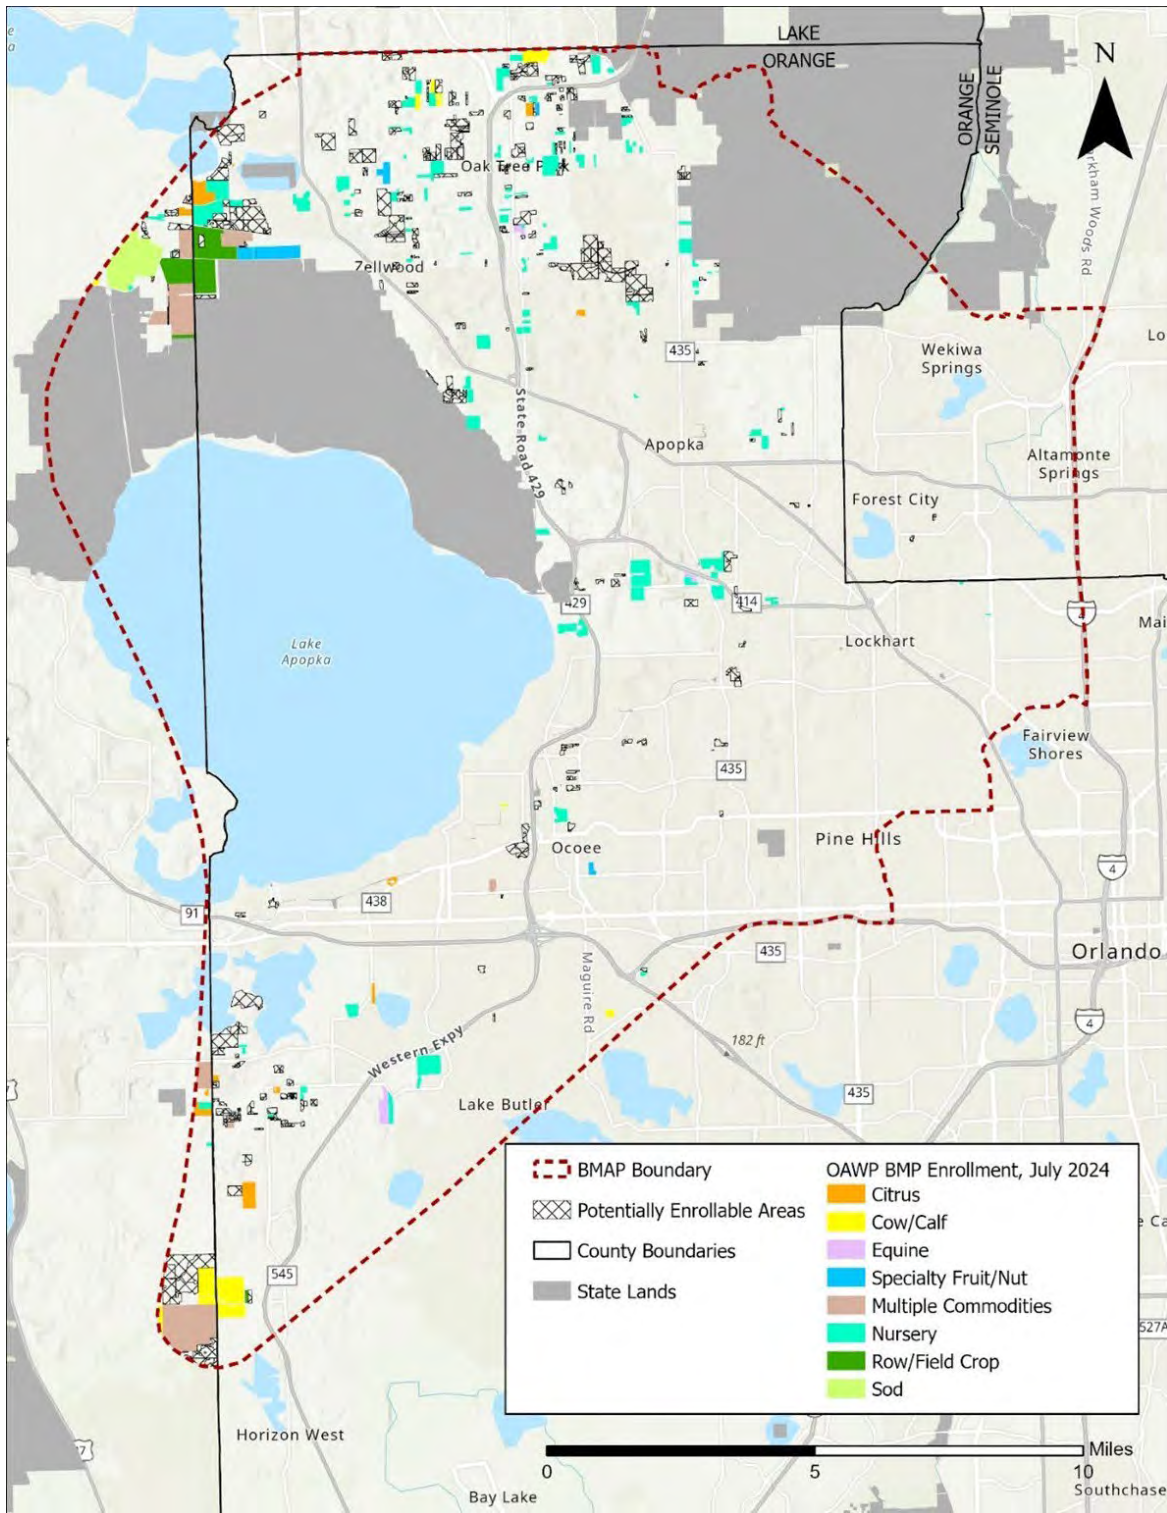 LAKE
ORANGE
N
ORANGE
SEMINOLE
Markham Woods Rd
Oak Tree Park
Zellwood
435
Wekiwa
Springs
State Road 429
Apopka
Altamonte
Springs
Forest City
429
414
4
Lake
Apopka
Lockhart
Fairview
Shores
435
Ocoee
Pine Hills
4
438
91
435
Orlando
Maguire Rd
Western Expy
182 ft
4
435
Lake Butler
545
BMAP Boundary
Potentially Enrollable Areas
County Boundaries
State Lands
OAWP BMP Enrollment, July 2024
Citrus
Cow/Calf
Equine
Specialty Fruit/Nut
Multiple Commodities
Nursery
Row/Field Crop
Sod
527A
Horizon West
Miles
0
5
10
Bay Lake
Southchase